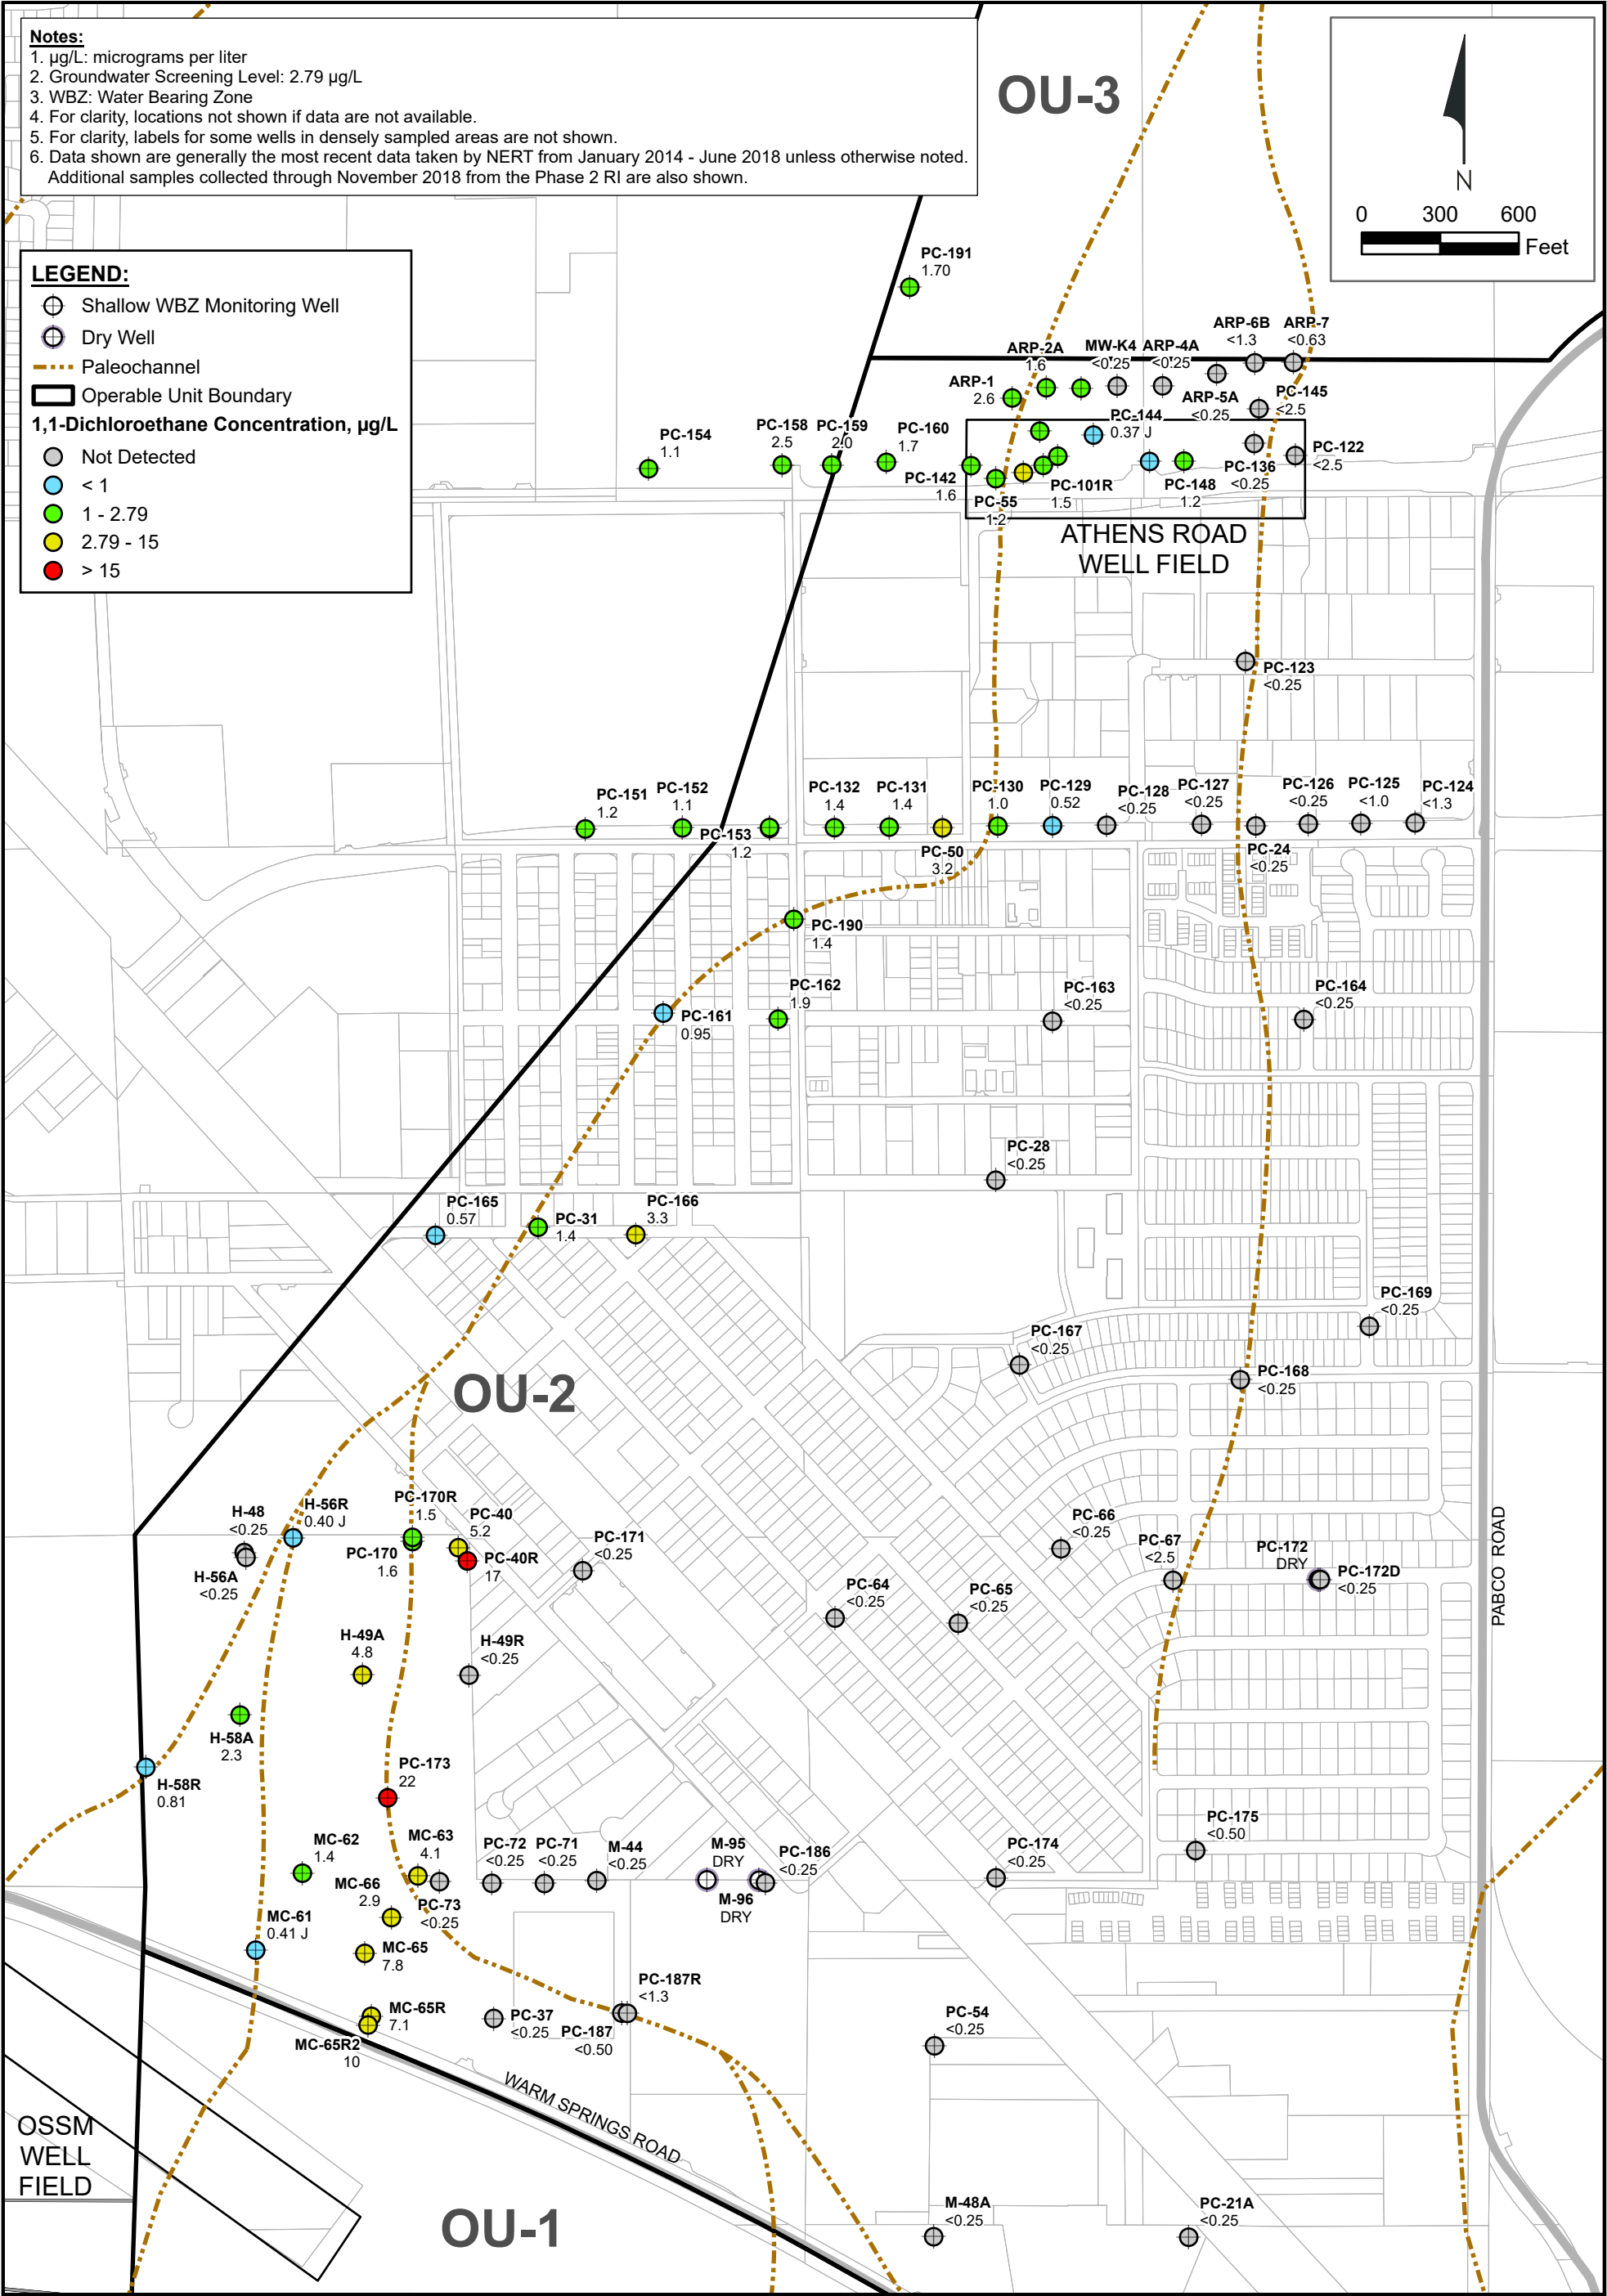 Notes:
1. µg/L: micrograms per liter
2. Groundwater Screening Level: 2.79 µg/L
3. WBZ: Water Bearing Zone
4. For clarity, locations not shown if data are not available.
5. For clarity, labels for some wells in densely sampled areas are not shown.
6. Data shown are generally the most recent data taken by NERT from January 2014 - June 2018 unless otherwise noted.
Additional samples collected through November 2018 from the Phase 2 RI are also shown.
OU-3
N
0 300 600
Feet
LEGEND:
Shallow WBZ Monitoring Well
Dry Well
Paleochannel
Operable Unit Boundary
1,1-Dichloroethane Concentration, µg/L
Not Detected
< 1
1 - 2.79
2.79 - 15
> 15
PC-191
1.70
ARP-6B
<1.3
ARP-7
<0.63
ARP-2A
1.6
MW-K4
<0.25
ARP-4A
<0.25
ARP-1
2.6
ARP-5A
<0.25
PC-145
<2.5
PC-144
0.37 J
PC-154
1.1
PC-158
2.5
PC-159
2.0
PC-160
1.7
PC-122
<2.5
PC-136
<0.25
PC-142
1.6
PC-55
1.2
PC-101R
1.5
PC-148
1.2
ATHENS ROAD
WELL FIELD
PC-123
<0.25
PC-151
1.2
PC-152
1.1
PC-153
1.2
PC-132
1.4
PC-131
1.4
PC-50
3.2
PC-130
1.0
PC-129
0.52
PC-128
<0.25
PC-127
<0.25
PC-24
<0.25
PC-126
<0.25
PC-125
<1.0
PC-124
<1.3
PC-190
1.4
PC-162
1.9
PC-161
0.95
PC-163
<0.25
PC-164
<0.25
PC-28
<0.25
PC-165
0.57
PC-31
1.4
PC-166
3.3
PC-169
<0.25
PC-167
<0.25
PC-168
<0.25
OU-2
H-48
<0.25
H-56R
0.40 J
PC-170R
1.5
PC-40
5.2
H-56A
<0.25
PC-170
1.6
PC-40R
17
PC-171
<0.25
PC-66
<0.25
PC-67
<2.5
PC-172
DRY
PC-172D
<0.25
PC-64
<0.25
PC-65
<0.25
PABCO ROAD
H-49A
4.8
H-49R
<0.25
H-58A
2.3
H-58R
0.81
PC-173
22
PC-175
<0.50
MC-62
1.4
MC-63
4.1
PC-72
<0.25
PC-71
<0.25
M-44
<0.25
M-95
DRY
PC-186
<0.25
M-96
DRY
PC-174
<0.25
MC-66
2.9
PC-73
<0.25
MC-61
0.41 J
MC-65
7.8
MC-65R
7.1
MC-65R2
10
PC-37
<0.25
PC-187R
<1.3
PC-187
<0.50
PC-54
<0.25
WARM SPRINGS ROAD
OSSM
WELL
FIELD
OU-1
M-48A
<0.25
PC-21A
<0.25